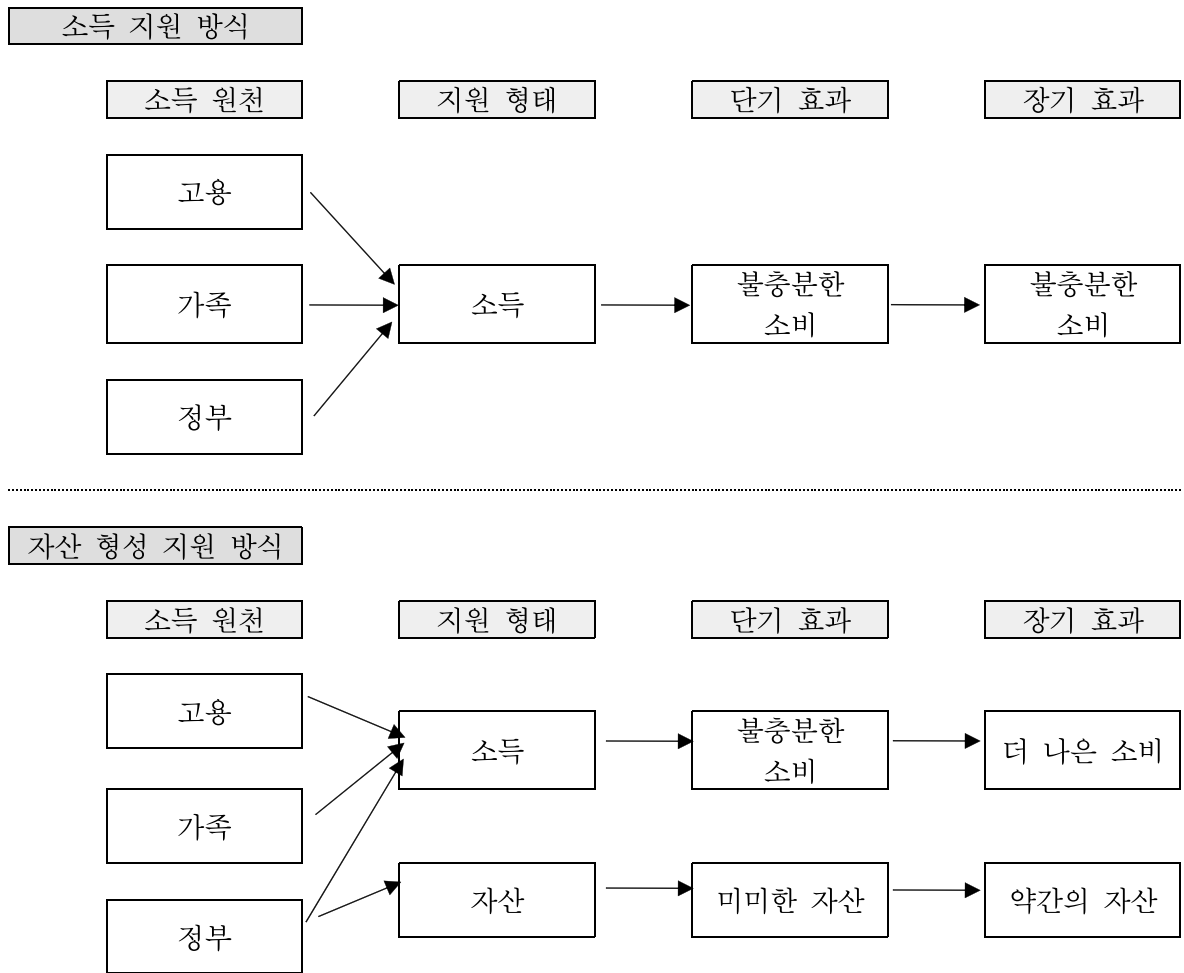 소득 지원 방식
소득 원천
지원 형태
단기 효과
장기 효과
고용
가족
정부
소득
불충분한
소비
불충분한
소비
자산 형성 지원 방식
소득 원천
지원 형태
단기 효과
장기 효과
고용
가족
정부
소득
불충분한
소비
더 나은 소비
자산
미미한 자산
약간의 자산